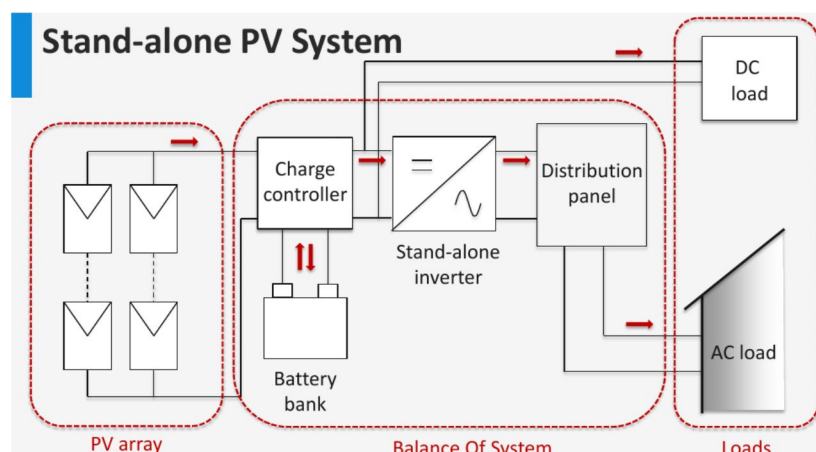 Stand-alone PV System
DC
load
Charge
controller
Distribution
panel
Stand-alone
inverter
Battery
bank
AC load
PV array
Balance Of System
Loads